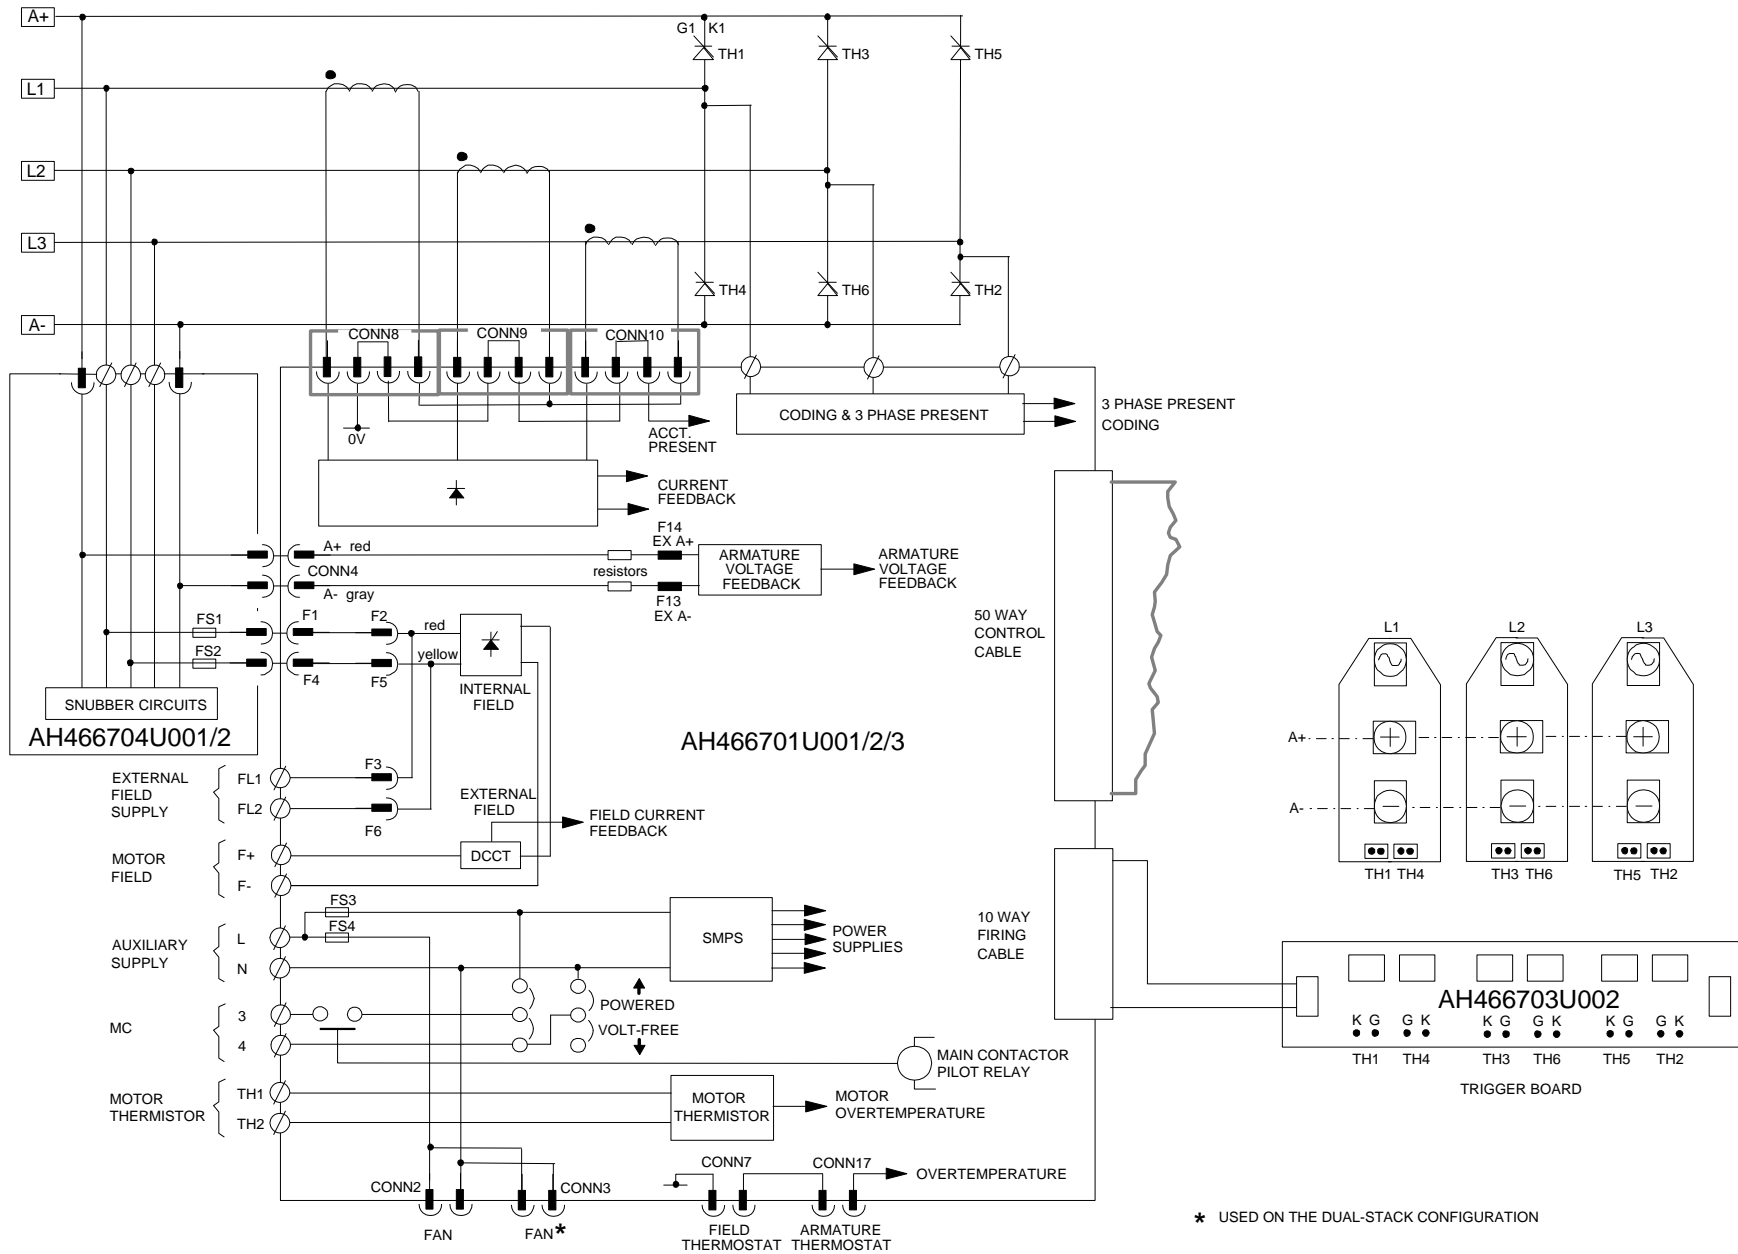 A+
G1 K1
TH1
TH3
TH5
L1
L2
L3
TH4
TH6
TH2
A-
CONN8
CONN9
CONN10
0V
ACCT.
PRESENT
CODING & 3 PHASE PRESENT
3 PHASE PRESENT
CODING
CURRENT
FEEDBACK
A+ red
CONN4
A- gray
resistors
F14
EX A+
F13
EX A-
ARMATURE
VOLTAGE
FEEDBACK
ARMATURE
VOLTAGE
FEEDBACK
FS1
FS2
F1
F2
red
F4
F5
yellow
INTERNAL
FIELD
SNUBBER CIRCUITS
AH466704U001/2
AH466701U001/2/3
50 WAY
CONTROL
CABLE
EXTERNAL
FIELD
SUPPLY
FL1
FL2
F3
F6
EXTERNAL
FIELD
DCCT
FIELD CURRENT
FEEDBACK
MOTOR
FIELD
F+
F-
AUXILIARY
SUPPLY
L
N
FS3
FS4
SMPS
POWER
SUPPLIES
10 WAY
FIRING
CABLE
MC
3
4
POWERED
VOLT-FREE
MAIN CONTACTOR
PILOT RELAY
MOTOR
THERMISTOR
TH1
TH2
MOTOR
THERMISTOR
MOTOR
OVERTEMPERATURE
CONN2
CONN3
FAN
FAN*
CONN7
CONN17
OVERTEMPERATURE
FIELD
THERMOSTAT
ARMATURE
THERMOSTAT
L1
L2
L3
A+
A-
TH1 TH4
TH3 TH6
TH5 TH2
AH466703U002
K G
G K
K G
G K
K G
G K
TH1
TH4
TH3
TH6
TH5
TH2
TRIGGER BOARD
* USED ON THE DUAL-STACK CONFIGURATION